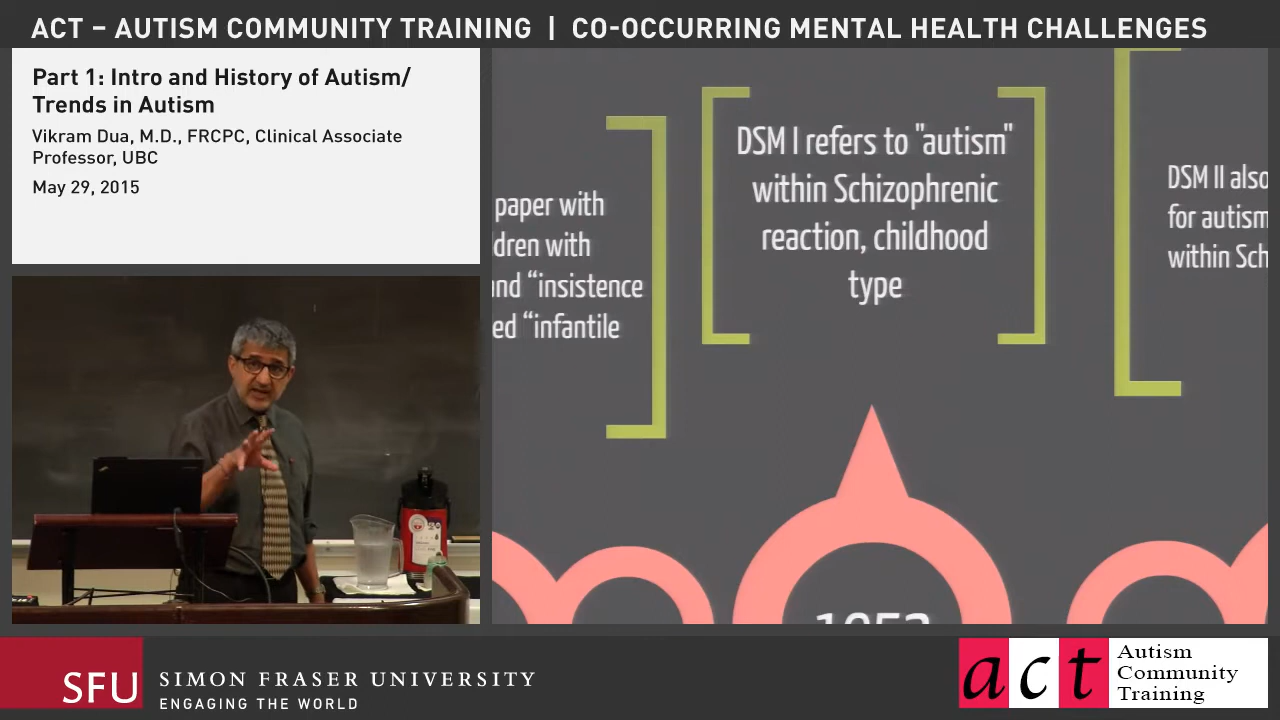 ACT – AUTISM COMMUNITY TRAINING | CO-OCCURRING MENTAL HEALTH CHALLENGES
Part 1: Intro and History of Autism/
Trends in Autism
Vikram Dua, M.D., FRCPC, Clinical Associate
Professor, UBC
May 29, 2015
paper with
dren with
and “insistence
ed “infantile
DSM I refers to "autism"
within Schizophrenic
reaction, childhood
type
DSM II also
for autism
within Sch
SFU
SIMON FRASER UNIVERSITY
ENGAGING THE WORLD
act
Autism
Community
Training